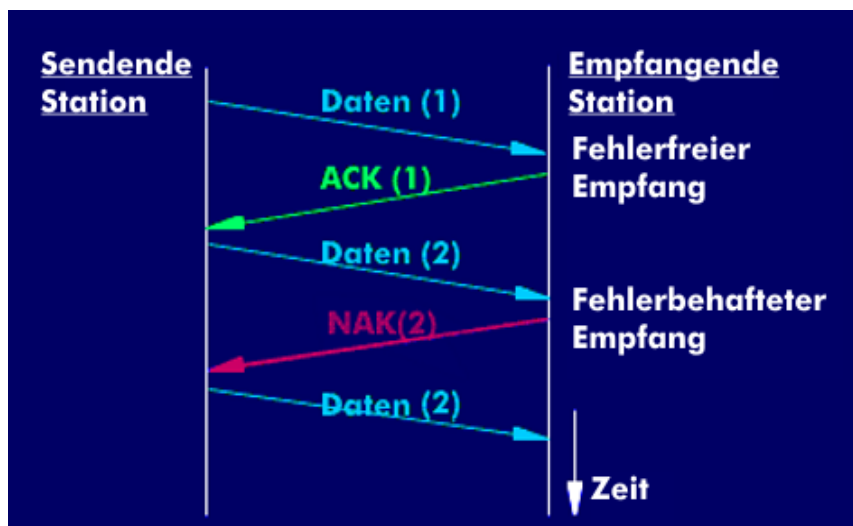 Sendende
Station
Empfangende
Station
Daten (1)
Fehlerfreier
Empfang
ACK (1)
Daten (2)
Fehlerbehafteter
Empfang
NAK(2)
Daten (2)
Zeit